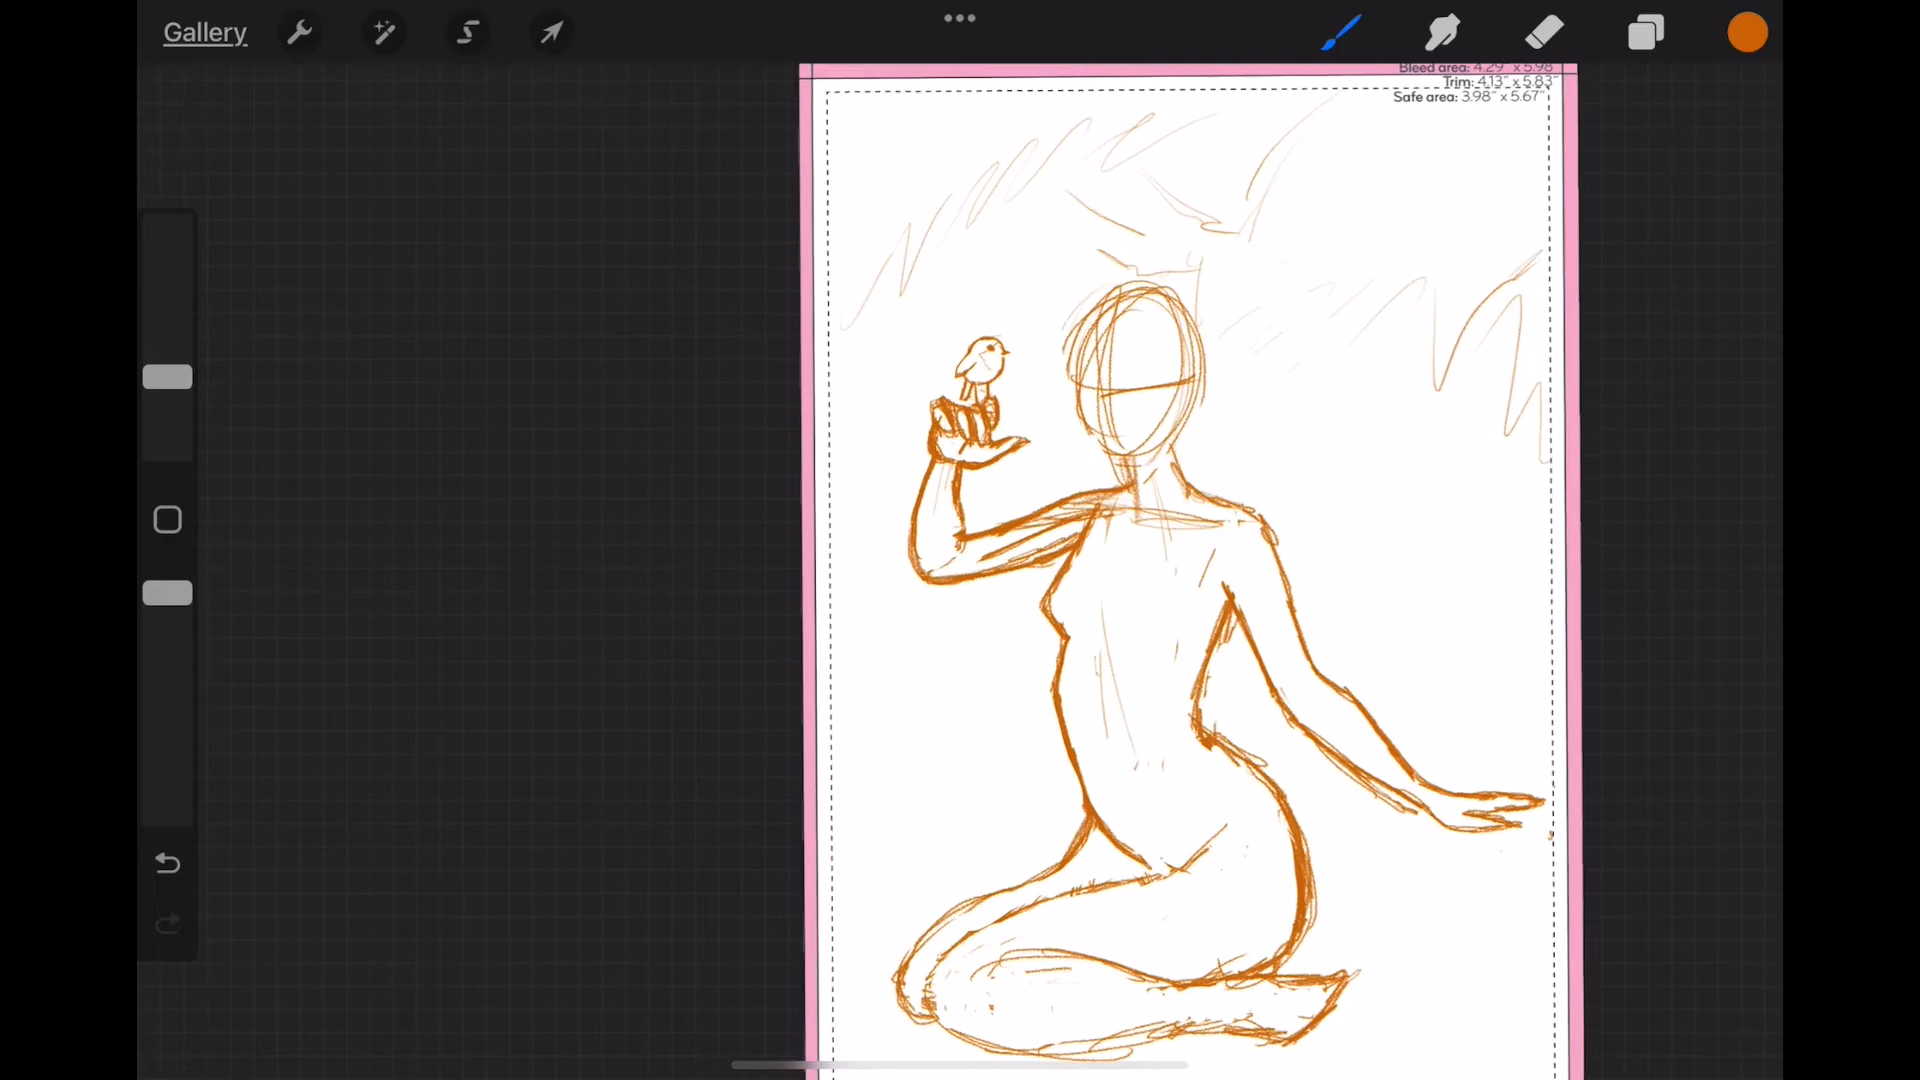 Gallery
Bleed area: 4.29" x 5.98"
Trim: 4.13" x 5.83"
Safe area: 3.98" x 5.67"